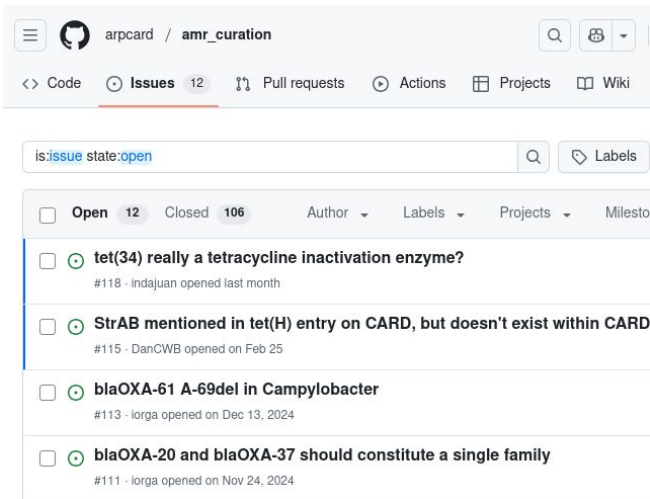 arpcard / amr_curation
Code Issues 12 Pull requests Actions Projects Wiki
is:issue state:open Labels
Open 12 Closed 106 Author Labels Projects Milesto
tet(34) really a tetracycline inactivation enzyme?
#118 · indajuan opened last month
StrAB mentioned in tet(H) entry on CARD, but doesn't exist within CARD
#115 · DanCWB opened on Feb 25
blaOXA-61 A-69del in Campylobacter
#113 · iorga opened on Dec 13, 2024
blaOXA-20 and blaOXA-37 should constitute a single family
#111 · iorga opened on Nov 24, 2024